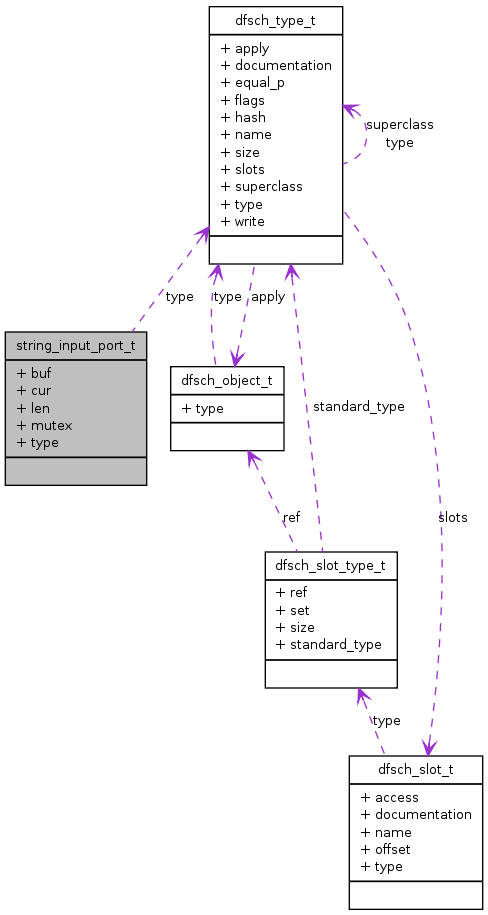 dfsch_type_t
+ apply
+ documentation
+ equal_p
+ flags
+ hash
+ name
+ size
+ slots
+ superclass
+ type
+ write
superclass
type
type
type
apply
string_input_port_t
+ buf
+ cur
+ len
+ mutex
+ type
dfsch_object_t
+ type
standard_type
ref
slots
dfsch_slot_type_t
+ ref
+ set
+ size
+ standard_type
type
dfsch_slot_t
+ access
+ documentation
+ name
+ offset
+ type